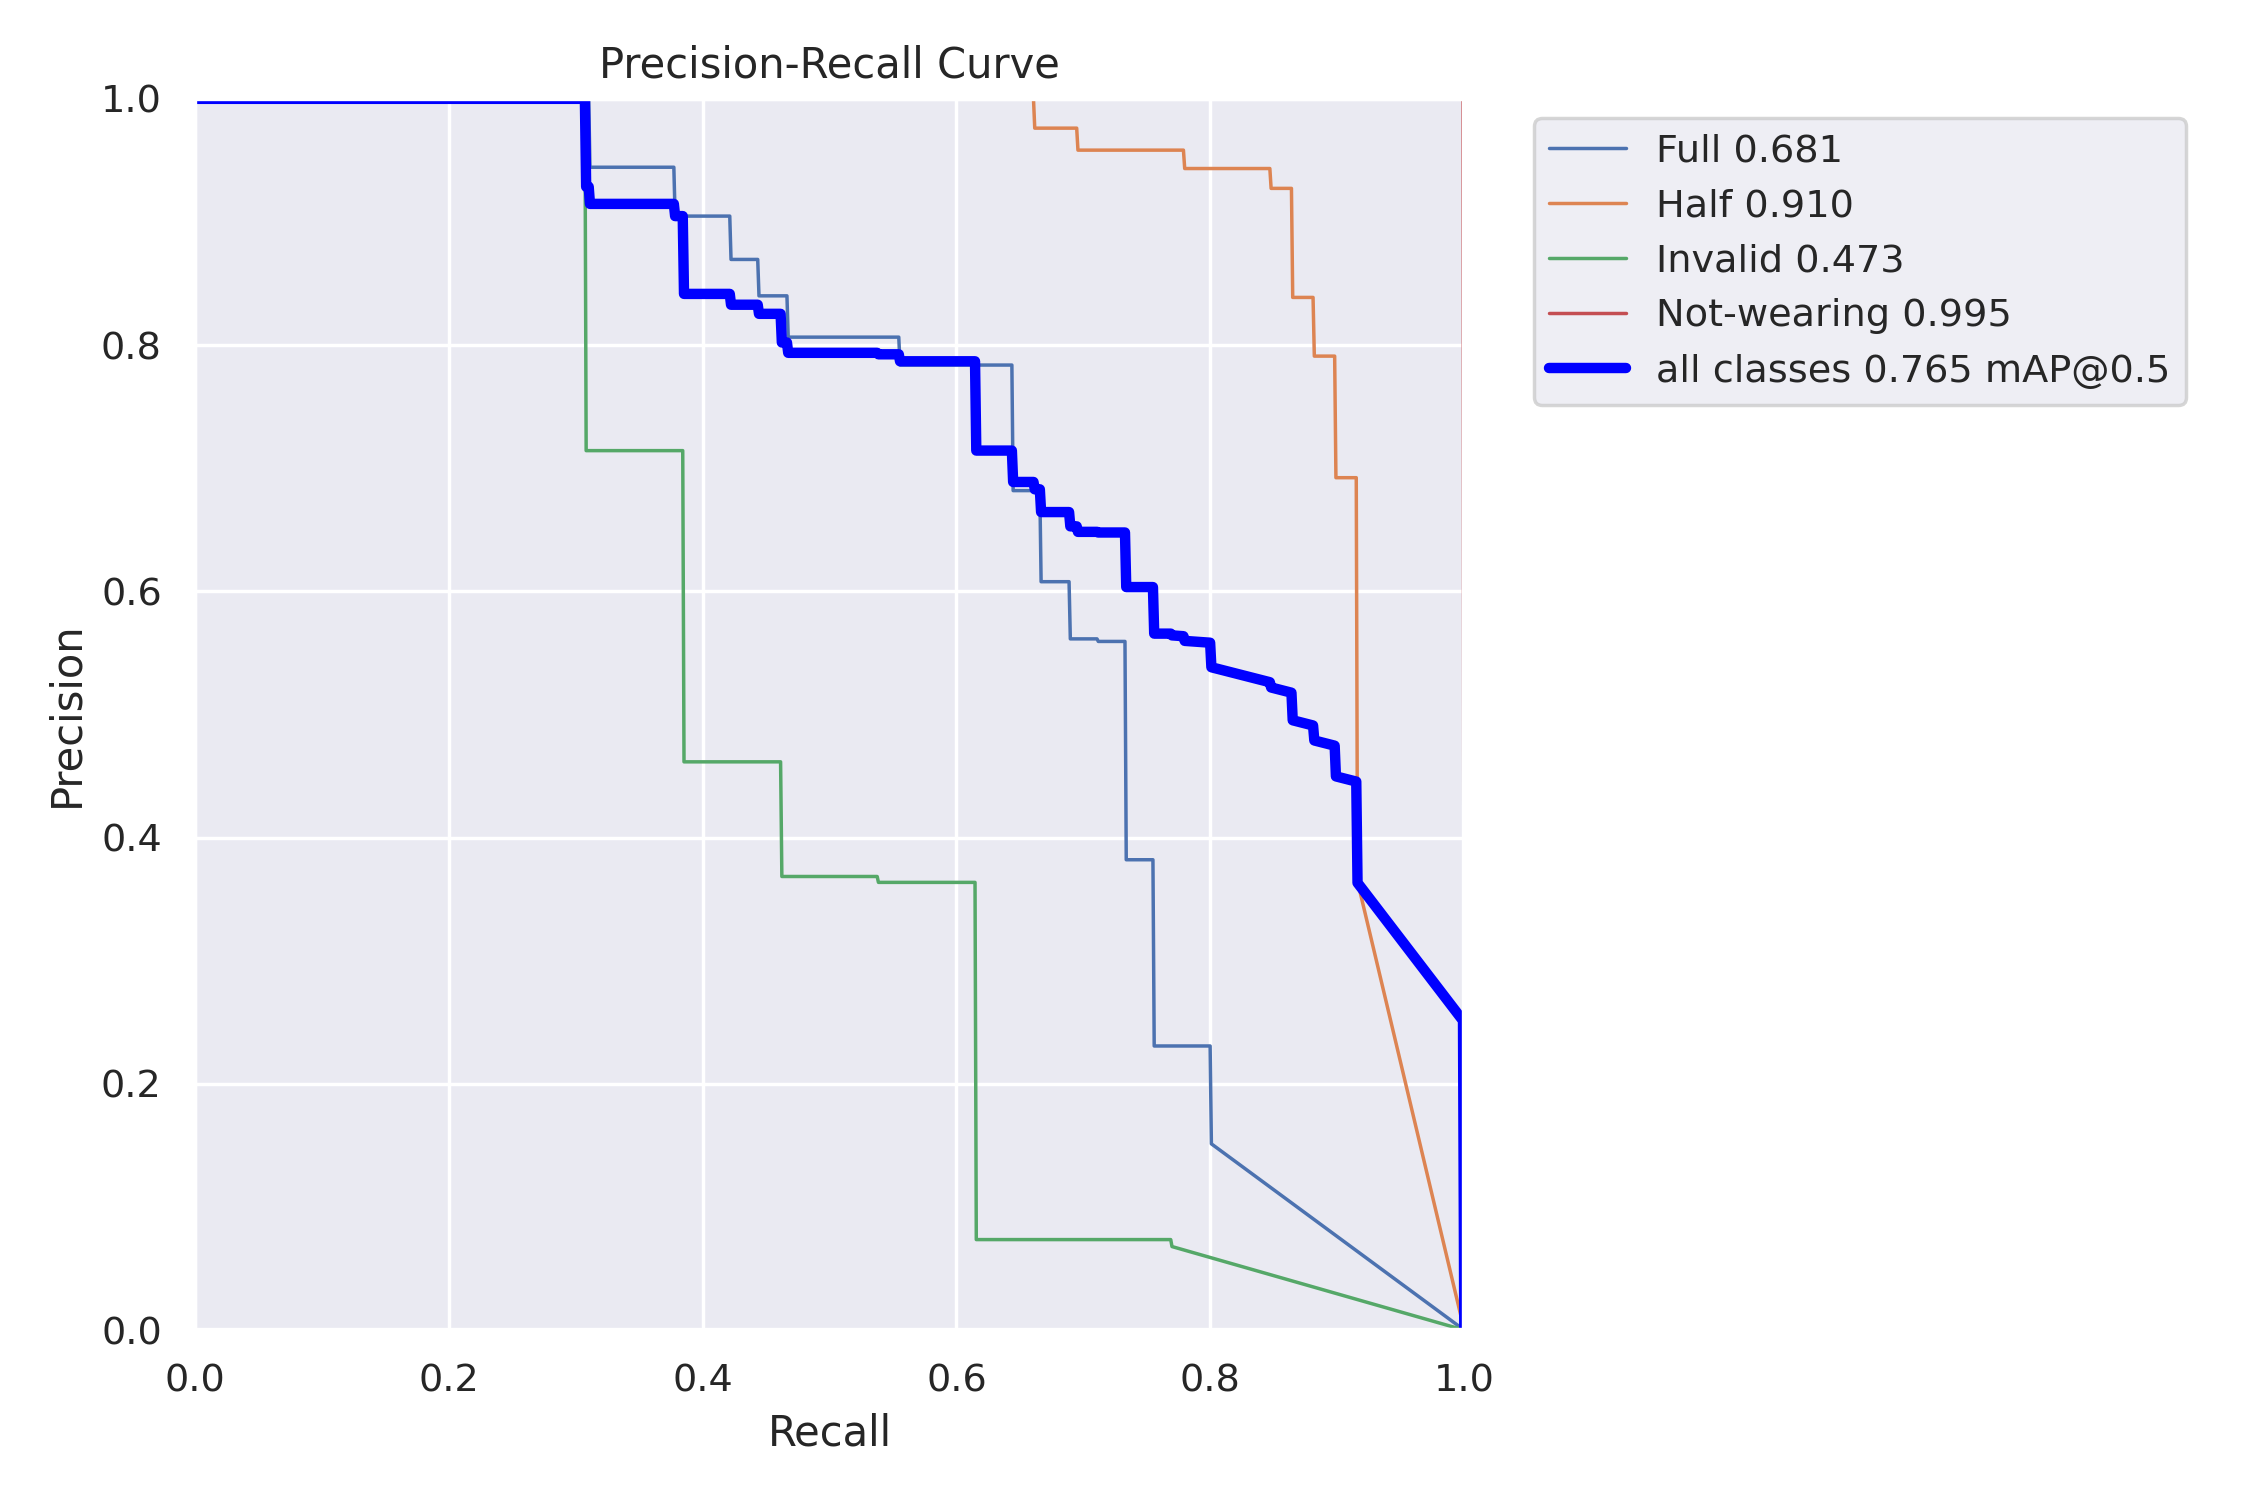 Precision-Recall Curve
1.0
0.8
0.6
0.4
0.2
0.0
Precision
0.0 0.2 0.4 0.6 0.8 1.0
Recall
Full 0.681
Half 0.910
Invalid 0.473
Not-wearing 0.995
all classes 0.765 mAP@0.5